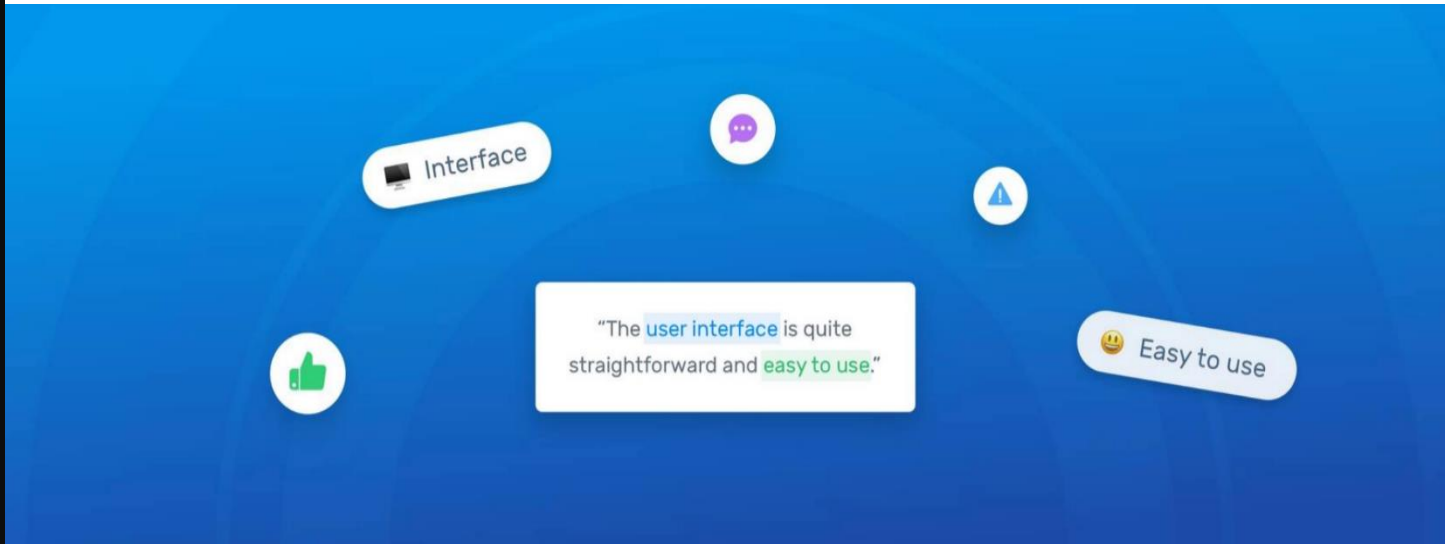 Interface
“The user interface is quite
straightforward and easy to use.”
Easy to use